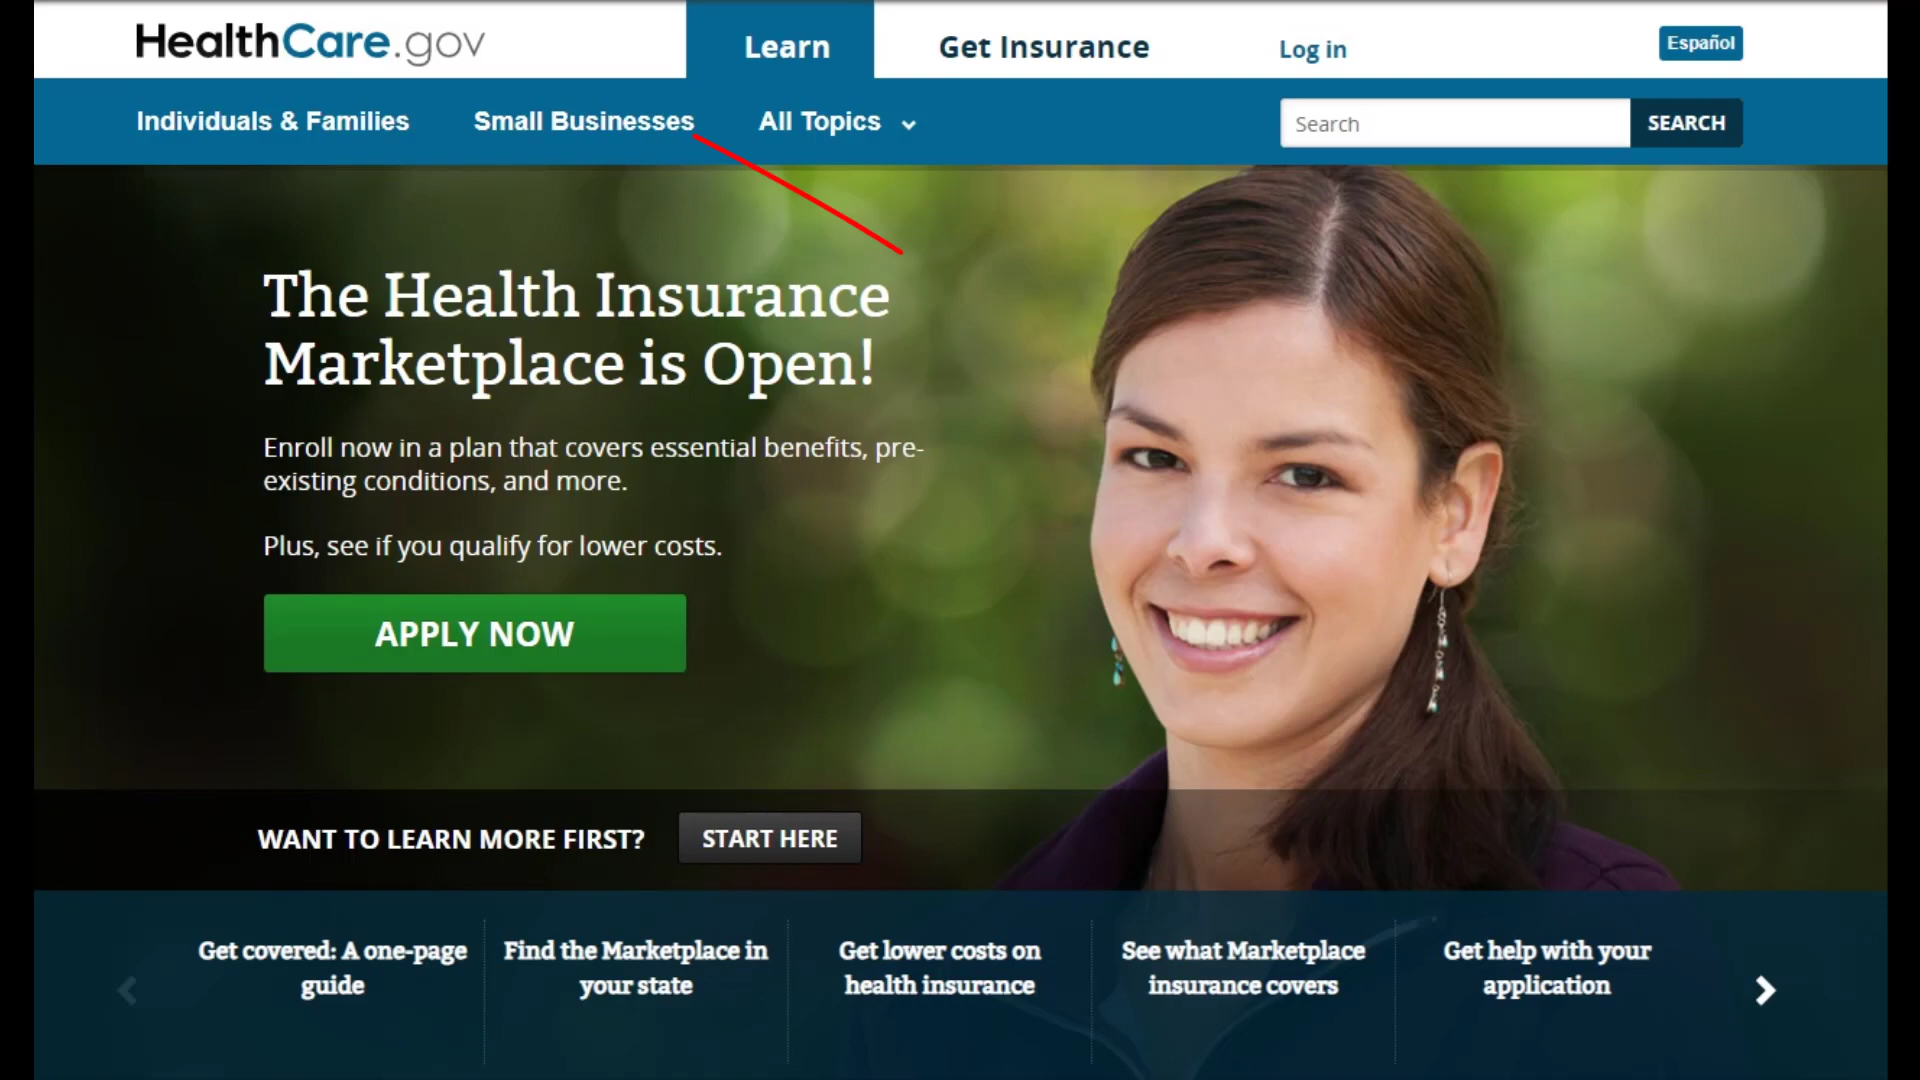 HealthCare.gov
Learn
Get Insurance
Log in
Español
Individuals & Families
Small Businesses
All Topics
Search
SEARCH
The Health Insurance
Marketplace is Open!
Enroll now in a plan that covers essential benefits, pre-
existing conditions, and more.
Plus, see if you qualify for lower costs.
APPLY NOW
WANT TO LEARN MORE FIRST?
START HERE
Get covered: A one-page
guide
Find the Marketplace in
your state
Get lower costs on
health insurance
See what Marketplace
insurance covers
Get help with your
application